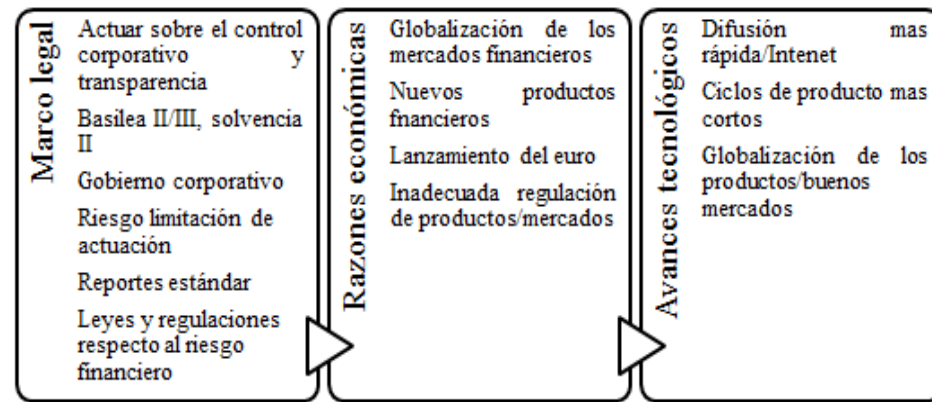 Marco legal
Actuar sobre el control
corporativo y
transparencia
Basilea II/III, solvencia
II
Gobierno corporativo
Riesgo limitación de
actuación
Reportes estándar
Leyes y regulaciones
respecto al riesgo
financiero
Razones económicas
Globalización de los
mercados financieros
Nuevos productos
fnancieros
Lanzamiento del euro
Inadecuada regulación
de productos/mercados
Avances tecnológicos
Difusión mas
rápida/Intenet
Ciclos de producto mas
cortos
Globalización de los
productos/buenos
mercados